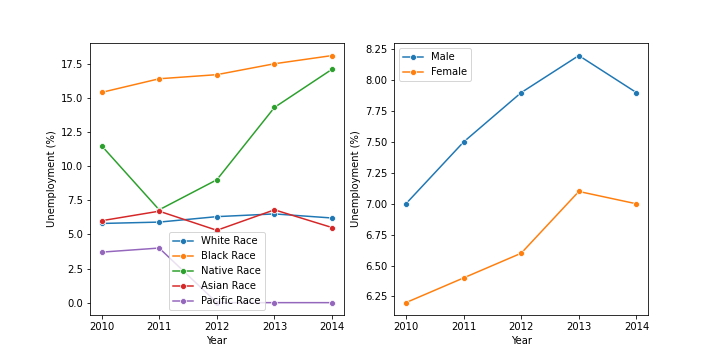 17.5
15.0
12.5
10.0
7.5
5.0
2.5
0.0
Unemployment (%)
2010 2011 2012 2013 2014
Year
White Race
Black Race
Native Race
Asian Race
Pacific Race
8.25
8.00
7.75
7.50
7.25
7.00
6.75
6.50
6.25
Unemployment (%)
2010 2011 2012 2013 2014
Year
Male
Female